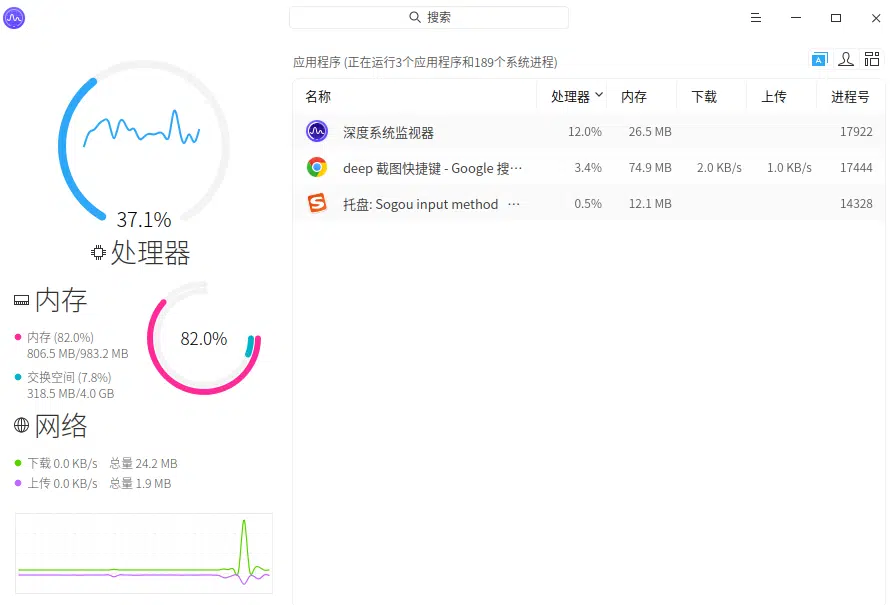 搜索
37.1%
处理器
内存
内存 (82.0%)
806.5 MB/983.2 MB
交换空间 (7.8%)
318.5 MB/4.0 GB
82.0%
网络
下载 0.0 KB/s 总量 24.2 MB
上传 0.0 KB/s 总量 1.9 MB
应用程序 (正在运行3个应用程序和189个系统进程)
A
名称 处理器 内存 下载 上传 进程号
深度系统监视器 12.0% 26.5 MB 17922
deep 截图快捷键 - Google 搜··· 3.4% 74.9 MB 2.0 KB/s 1.0 KB/s 17444
托盘: Sogou input method ··· 0.5% 12.1 MB 14328